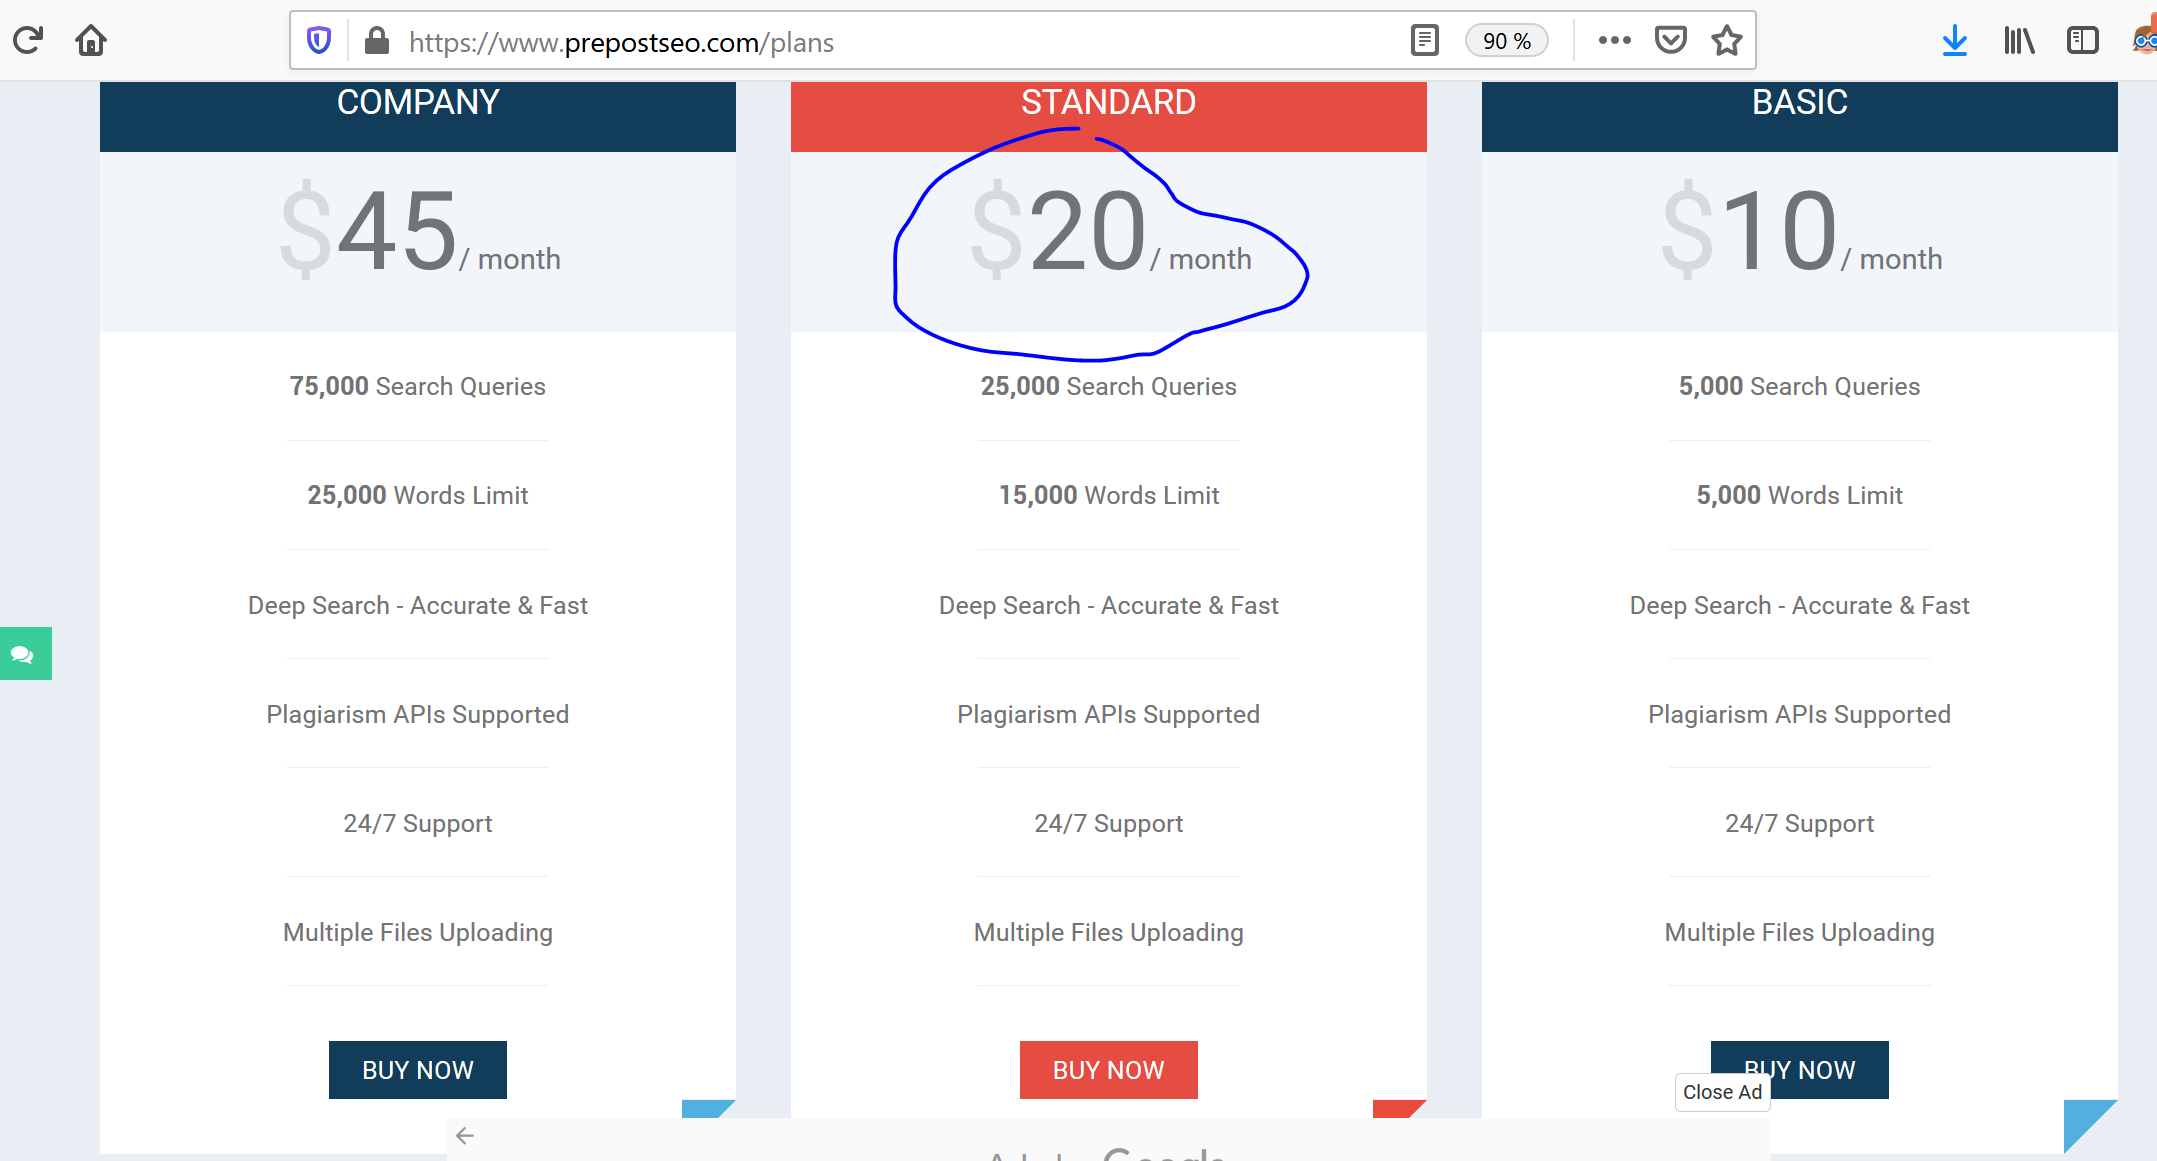 https://www.prepostseo.com/plans
90 %
COMPANY
$45/ month
75,000 Search Queries
25,000 Words Limit
Deep Search - Accurate & Fast
Plagiarism APIs Supported
24/7 Support
Multiple Files Uploading
BUY NOW
STANDARD
$20/ month
25,000 Search Queries
15,000 Words Limit
Deep Search - Accurate & Fast
Plagiarism APIs Supported
24/7 Support
Multiple Files Uploading
BUY NOW
BASIC
$10/ month
5,000 Search Queries
5,000 Words Limit
Deep Search - Accurate & Fast
Plagiarism APIs Supported
24/7 Support
Multiple Files Uploading
BUY NOW
Close Ad
Google